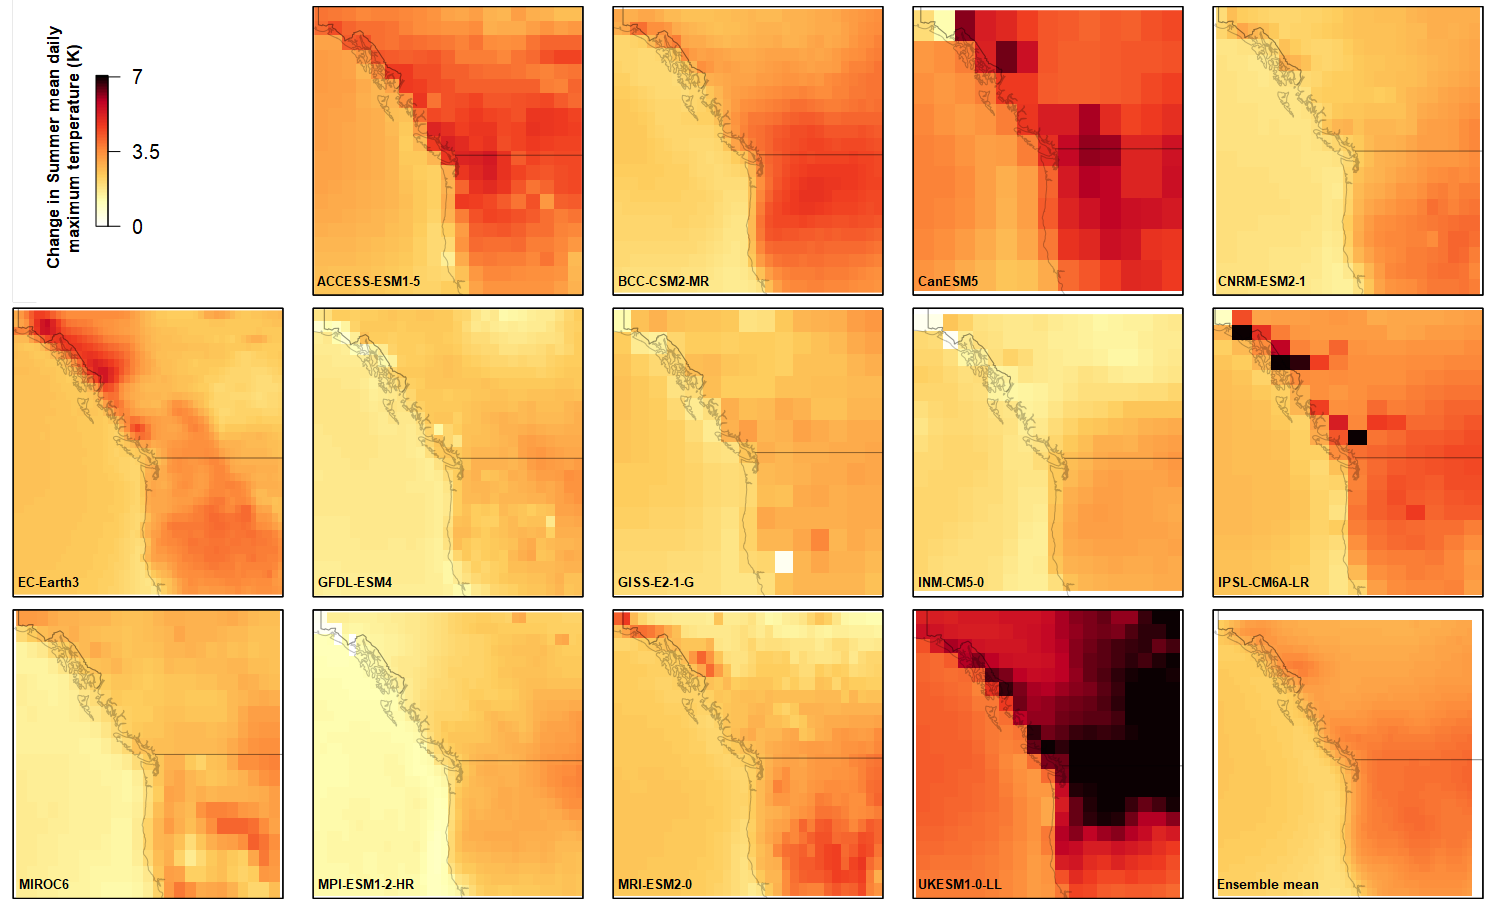 Change in Summer mean daily
maximum temperature (K)
7
3.5
0
ACCESS-ESM1-5
BCC-CSM2-MR
CanESM5
CNRM-ESM2-1
EC-Earth3
GFDL-ESM4
GISS-E2-1-G
INM-CM5-0
IPSL-CM6A-LR
MIROC6
MPI-ESM1-2-HR
MRI-ESM2-0
UKESM1-0-LL
Ensemble mean